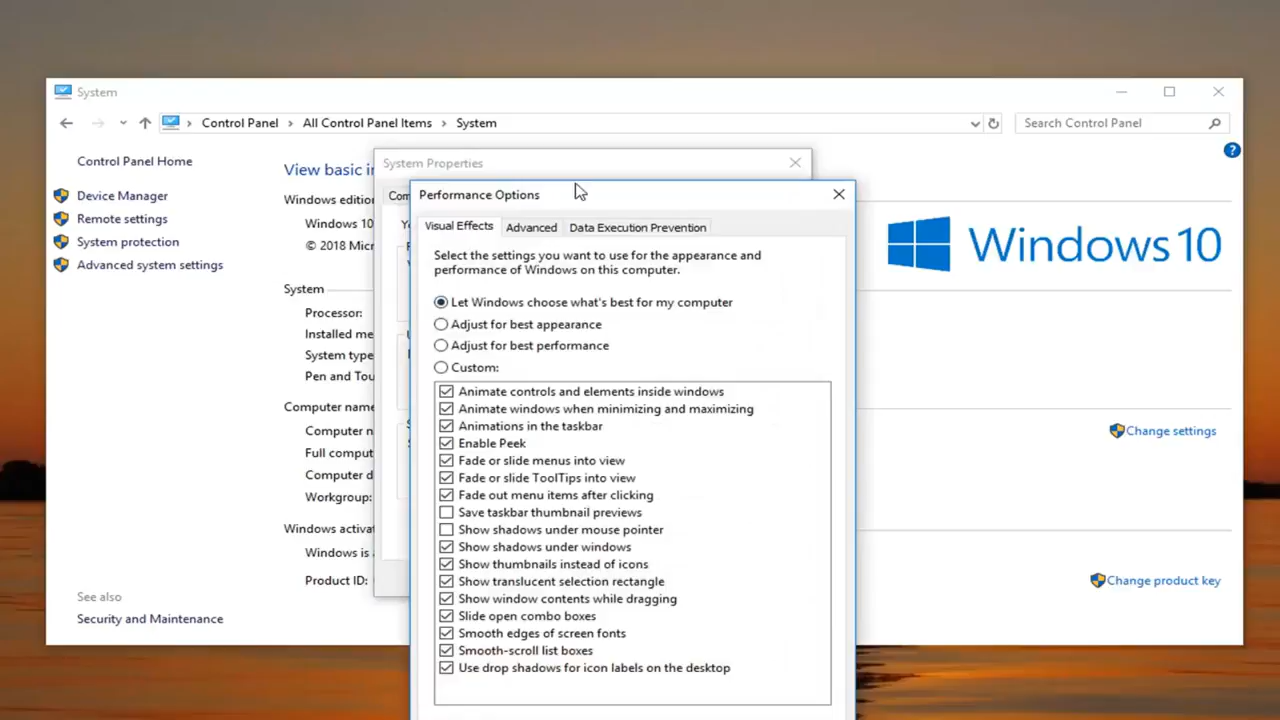 System
Control Panel
All Control Panel Items
System
Search Control Panel
Control Panel Home
Device Manager
Remote settings
System protection
Advanced system settings
See also
Security and Maintenance
View basic
Windows
Windows 10
© 2018
System
Processor:
Installed
System type
Pen and
Computer
Computer
Full
Computer
Workgroup:
Windows
Windows is
Product ID:
?
Windows 10
Change settings
Change product key
System Properties
Performance Options
Visual Effects
Advanced
Data Execution Prevention
Select the settings you want to use for the appearance and
performance of Windows on this computer.
Let Windows choose what's best for my computer
Adjust for best appearance
Adjust for best performance
Custom:
Animate controls and elements inside windows
Animate windows when minimizing and maximizing
Animations in the taskbar
Enable Peek
Fade or slide menus into view
Fade or slide ToolTips into view
Fade out menu items after clicking
Save taskbar thumbnail previews
Show shadows under mouse pointer
Show shadows under windows
Show thumbnails instead of icons
Show translucent selection rectangle
Show window contents while dragging
Slide open combo boxes
Smooth edges of screen fonts
Smooth-scroll list boxes
Use drop shadows for icon labels on the desktop